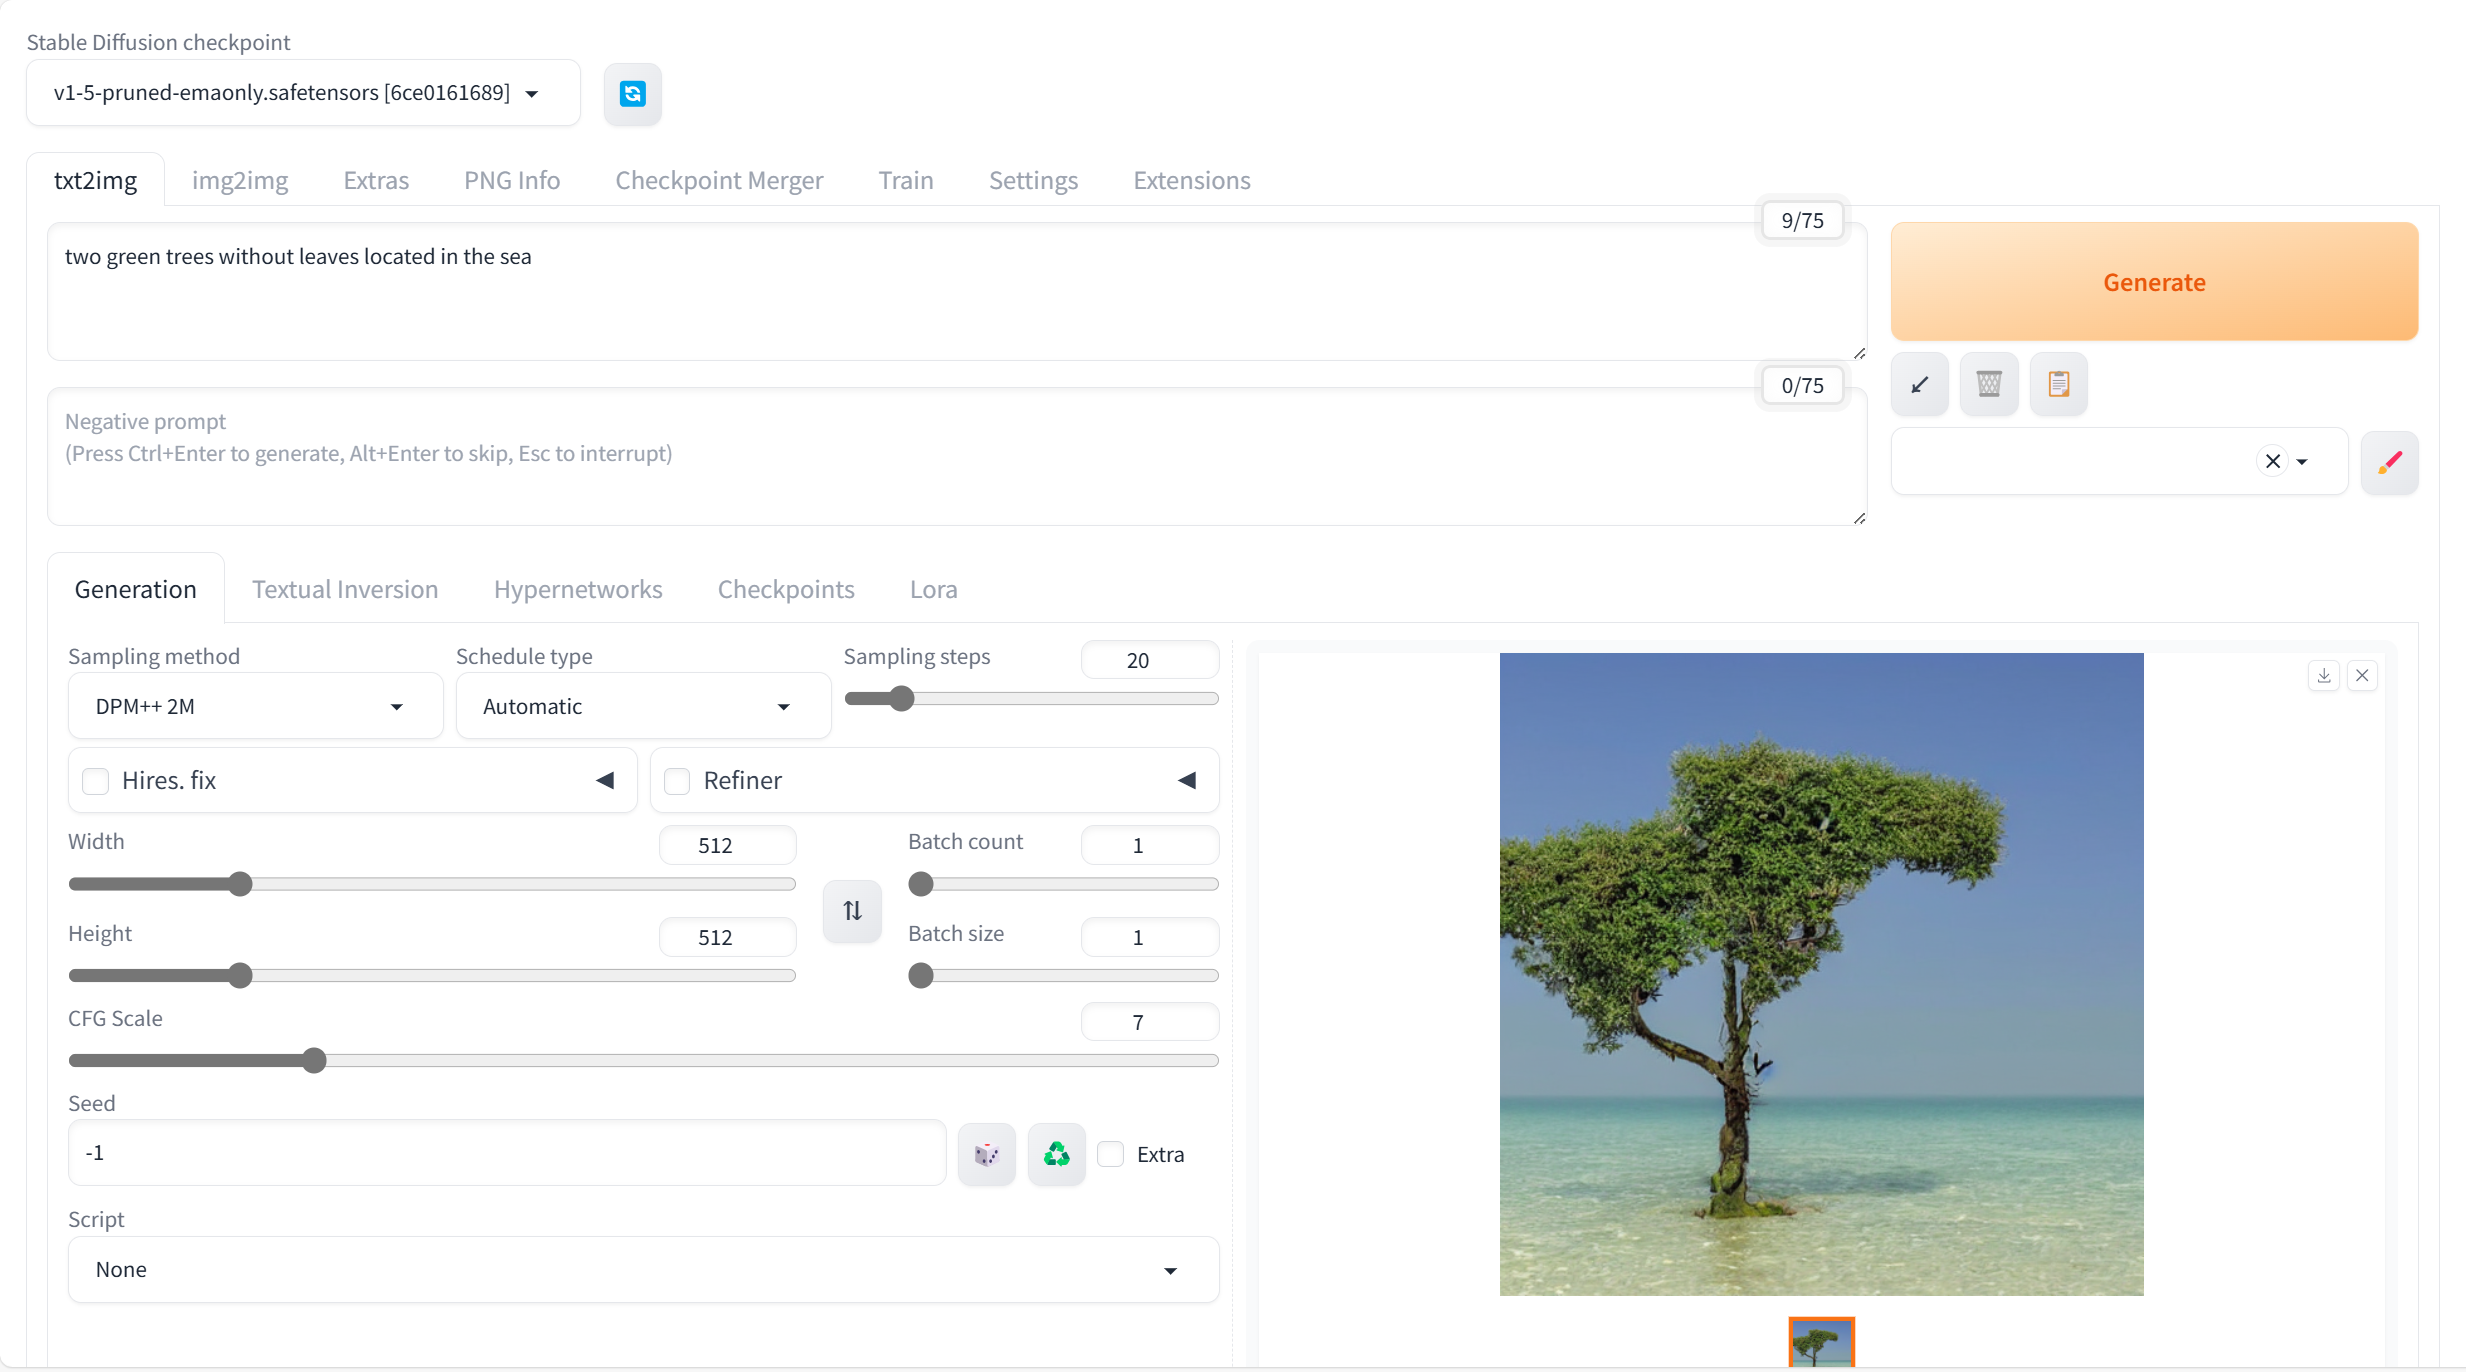 Stable Diffusion checkpoint
v1-5-pruned-emaonly.safetensors [6ce0161689]
txt2img img2img Extras PNG Info Checkpoint Merger Train Settings Extensions
9/75
two green trees without leaves located in the sea
Generate
0/75
Negative prompt
(Press Ctrl+Enter to generate, Alt+Enter to skip, Esc to interrupt)
Generation Textual Inversion Hypernetworks Checkpoints Lora
Sampling method Schedule type Sampling steps 20
DPM++ 2M Automatic
Hires. fix Refiner
Width 512 Batch count 1
Height 512 Batch size 1
CFG Scale 7
Seed
-1 Extra
Script
None